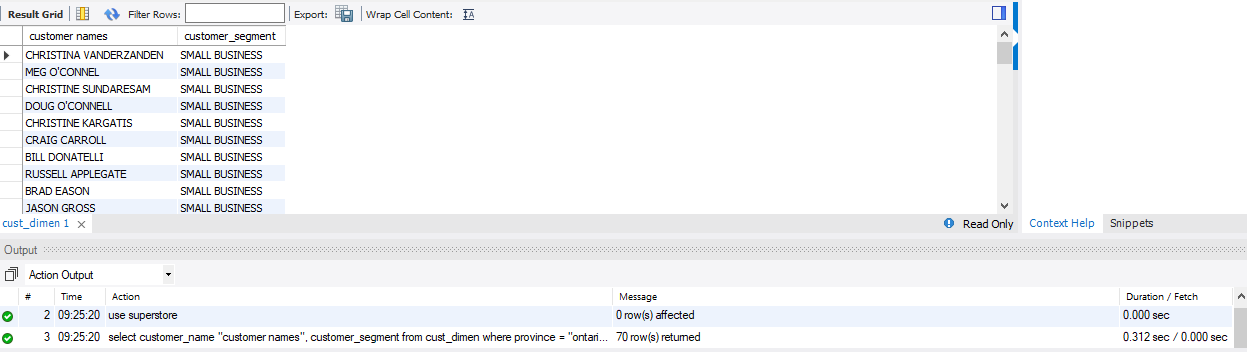 Result Grid Filter Rows: Export: Wrap Cell Content:
customer names customer_segment
CHRISTINA VANDERZANDEN SMALL BUSINESS
MEG O'CONNEL SMALL BUSINESS
CHRISTINE SUNDARESAM SMALL BUSINESS
DOUG O'CONNELL SMALL BUSINESS
CHRISTINE KARGATIS SMALL BUSINESS
CRAIG CARROLL SMALL BUSINESS
BILL DONATELLI SMALL BUSINESS
RUSSELL APPLEGATE SMALL BUSINESS
BRAD EASON SMALL BUSINESS
JASON GROSS SMALL BUSINESS
cust_dimen 1 Read Only Context Help Snippets
Output
Action Output
# Time Action Message Duration / Fetch
2 09:25:20 use superstore 0 row(s) affected 0.000 sec
3 09:25:20 select customer_name "customer names", customer_segment from cust_dimen where province = "ontari... 70 row(s) returned 0.312 sec / 0.000 sec